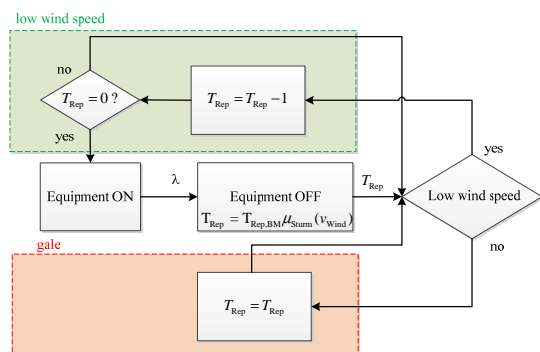 low wind speed
no
T_Rep = 0 ?
T_Rep = T_Rep − 1
yes
yes
Equipment ON
λ
Equipment OFF
T_Rep = T_Rep,BM μ_Sturm (v_Wind)
T_Rep
Low wind speed
no
gale
T_Rep = T_Rep